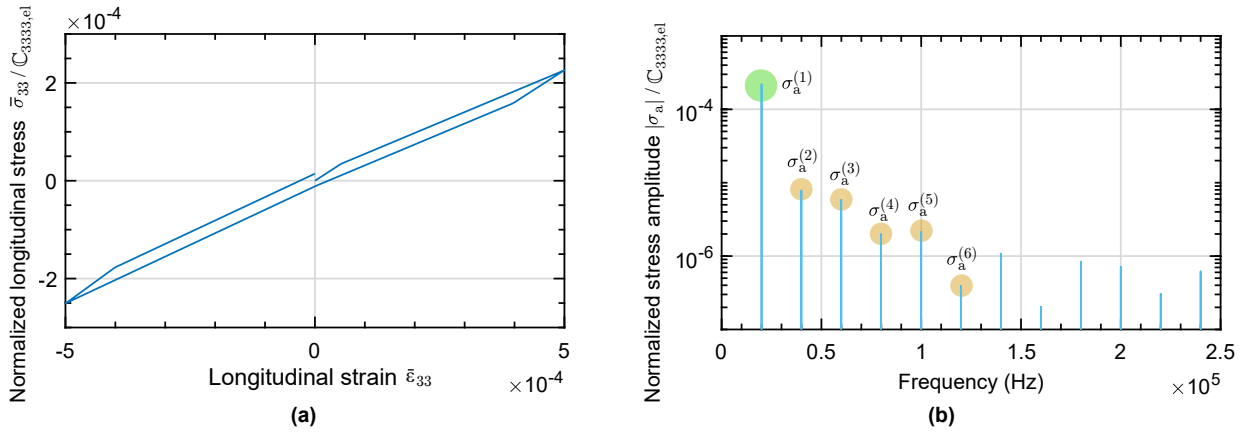 ×10⁻⁴
Normalized longitudinal stress σ̄₃₃ / ℂ₃₃₃₃,ₑₗ
2
0
-2
-5
0
5
Longitudinal strain ε̄₃₃
×10⁻⁴
(a)
Normalized stress amplitude |σₐ| / ℂ₃₃₃₃,ₑₗ
10⁻⁴
10⁻⁶
σₐ⁽¹⁾
σₐ⁽²⁾
σₐ⁽³⁾
σₐ⁽⁴⁾
σₐ⁽⁵⁾
σₐ⁽⁶⁾
0
0.5
1
1.5
2
2.5
Frequency (Hz)
×10⁵
(b)